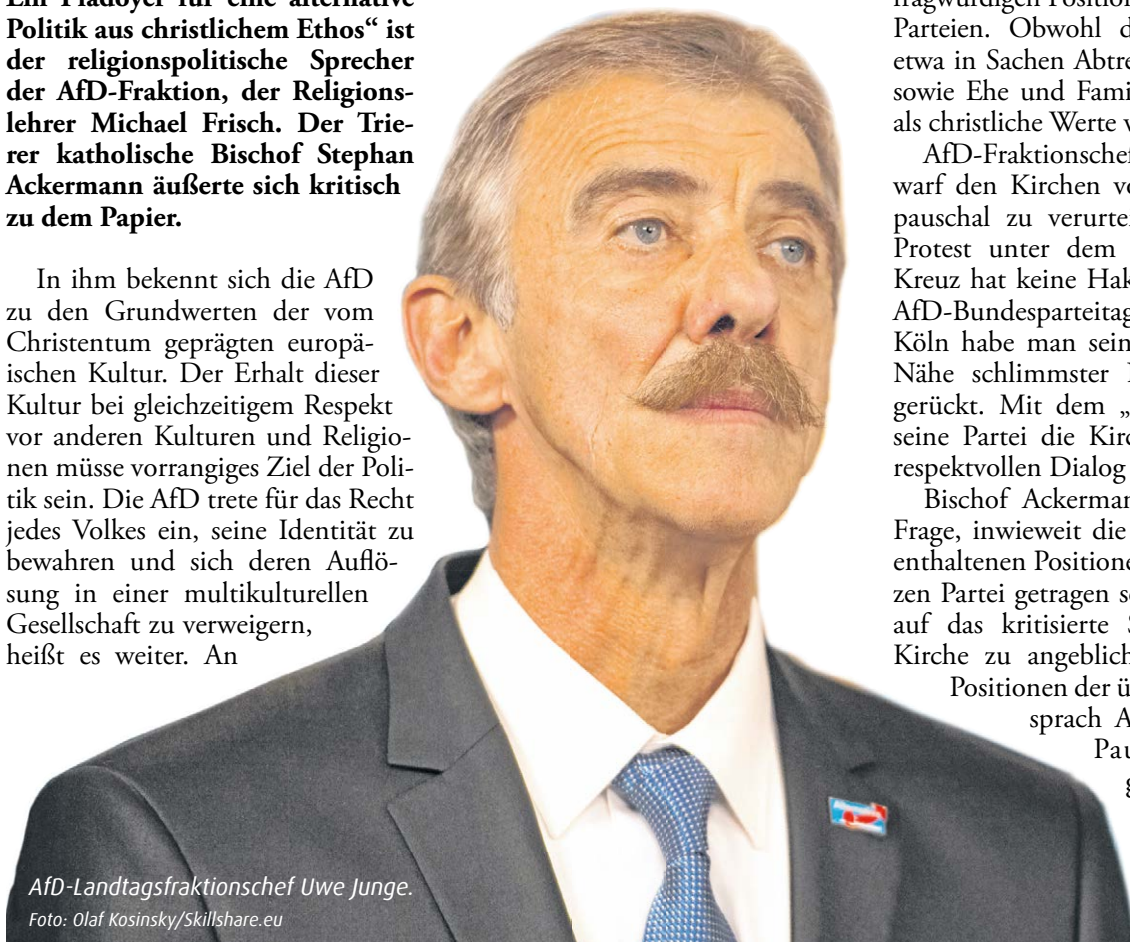 Ein Plädoyer für eine alternative
Politik aus christlichem Ethos“ ist
der religionspolitische Sprecher
der AfD-Fraktion, der Religions-
lehrer Michael Frisch. Der Trie-
rer katholische Bischof Stephan
Ackermann äußerte sich kritisch
zu dem Papier.
In ihm bekennt sich die AfD
zu den Grundwerten der vom
Christentum geprägten europä-
ischen Kultur. Der Erhalt dieser
Kultur bei gleichzeitigem Respekt
vor anderen Kulturen und Religio-
nen müsse vorrangiges Ziel der Poli-
tik sein. Die AfD trete für das Recht
jedes Volkes ein, seine Identität zu
bewahren und sich deren Auflö-
sung in einer multikulturellen
Gesellschaft zu verweigern,
heißt es weiter. An
fragwürdigen Position
Parteien. Obwohl d
etwa in Sachen Abtre
sowie Ehe und Fami
als christliche Werte v
AfD-Fraktionschef
warf den Kirchen vo
pauschal zu verurte
Protest unter dem
Kreuz hat keine Hak
AfD-Bundesparteitag
Köln habe man sein
Nähe schlimmster
gerückt. Mit dem „
seine Partei die Kirc
respektvollen Dialog
Bischof Ackerman
Frage, inwieweit die
enthaltenen Positione
zen Partei getragen se
auf das kritisierte S
Kirche zu angeblich
Positionen der ü
sprach A
Pau
g
AfD-Landtagsfraktionschef Uwe Junge.
Foto: Olaf Kosinsky/Skillshare.eu